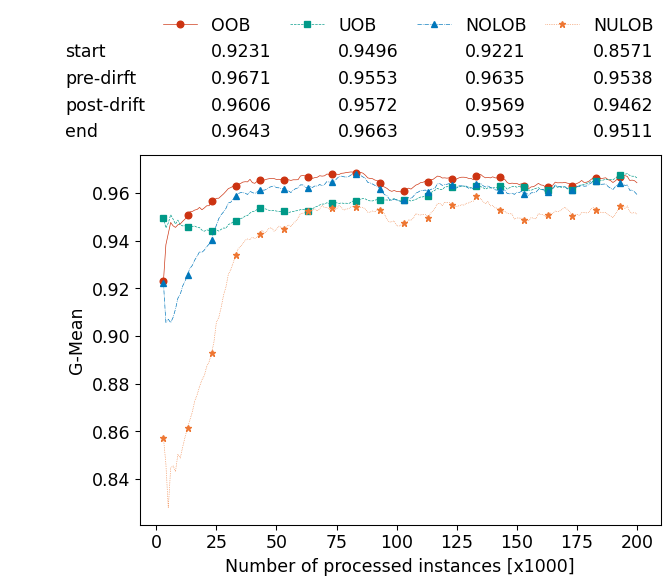 OOB UOB NOLOB NULOB
start 0.9231 0.9496 0.9221 0.8571
pre-dirft 0.9671 0.9553 0.9635 0.9538
post-drift 0.9606 0.9572 0.9569 0.9462
end 0.9643 0.9663 0.9593 0.9511
0.96
0.94
0.92
0.90
0.88
0.86
0.84
G-Mean
0 25 50 75 100 125 150 175 200
Number of processed instances [x1000]